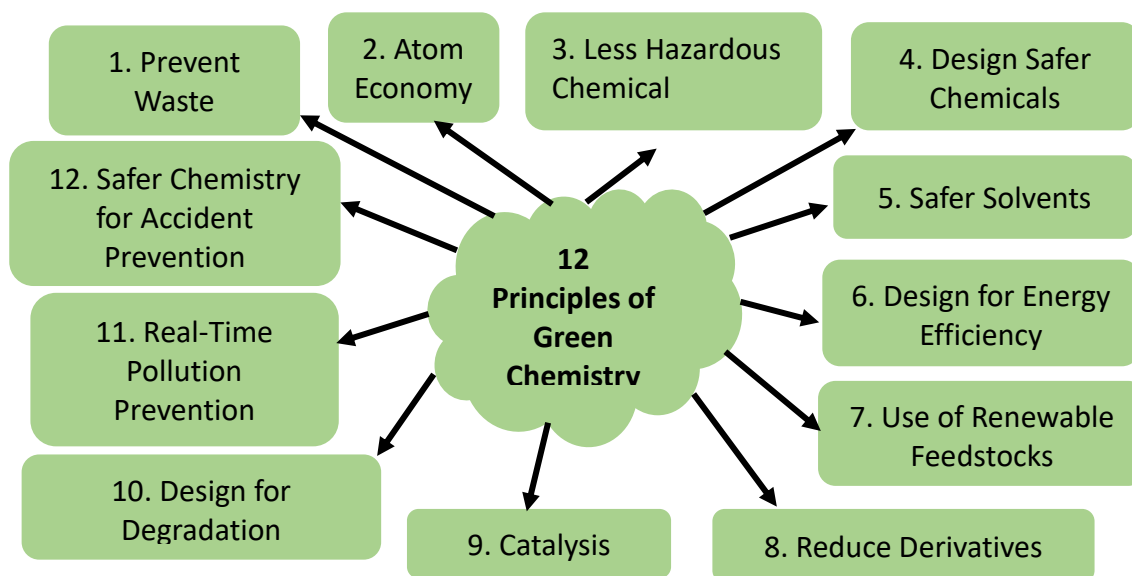 1. Prevent
Waste
2. Atom
Economy
3. Less Hazardous
Chemical
4. Design Safer
Chemicals
5. Safer Solvents
6. Design for Energy
Efficiency
7. Use of Renewable
Feedstocks
8. Reduce Derivatives
9. Catalysis
10. Design for
Degradation
11. Real-Time
Pollution
Prevention
12. Safer Chemistry
for Accident
Prevention
12
Principles of
Green
Chemistry